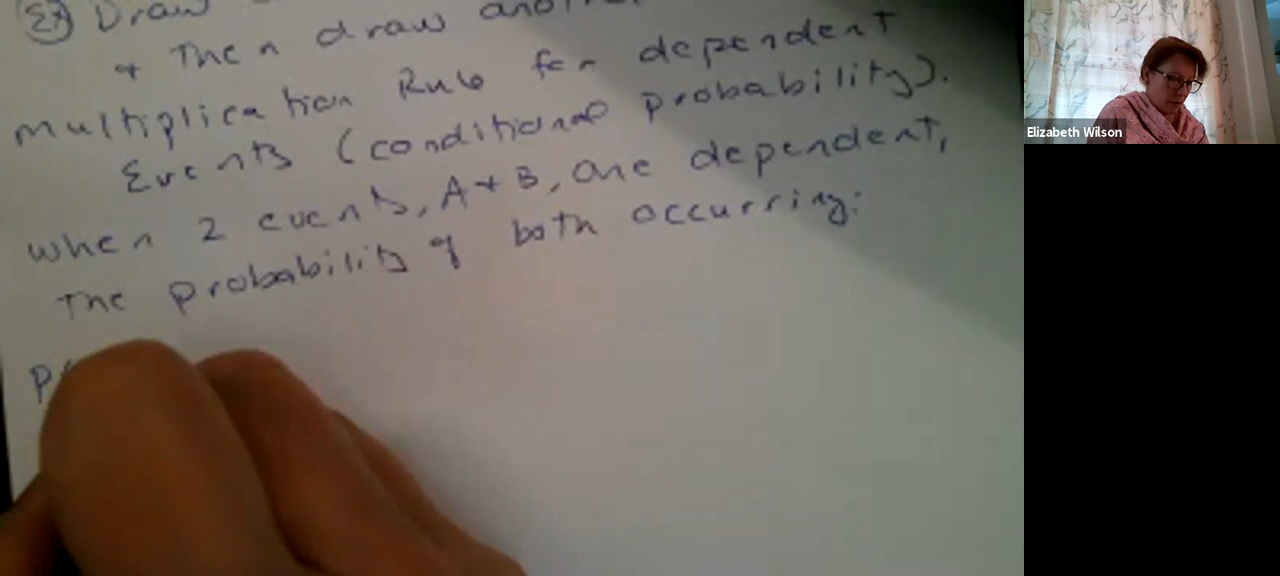 Ex) Draw
+ Then draw
Multiplication Rule for dependent
Events (conditional probability).
When 2 events, A + B, are dependent,
The probability of both occurring:
P(
Elizabeth Wilson